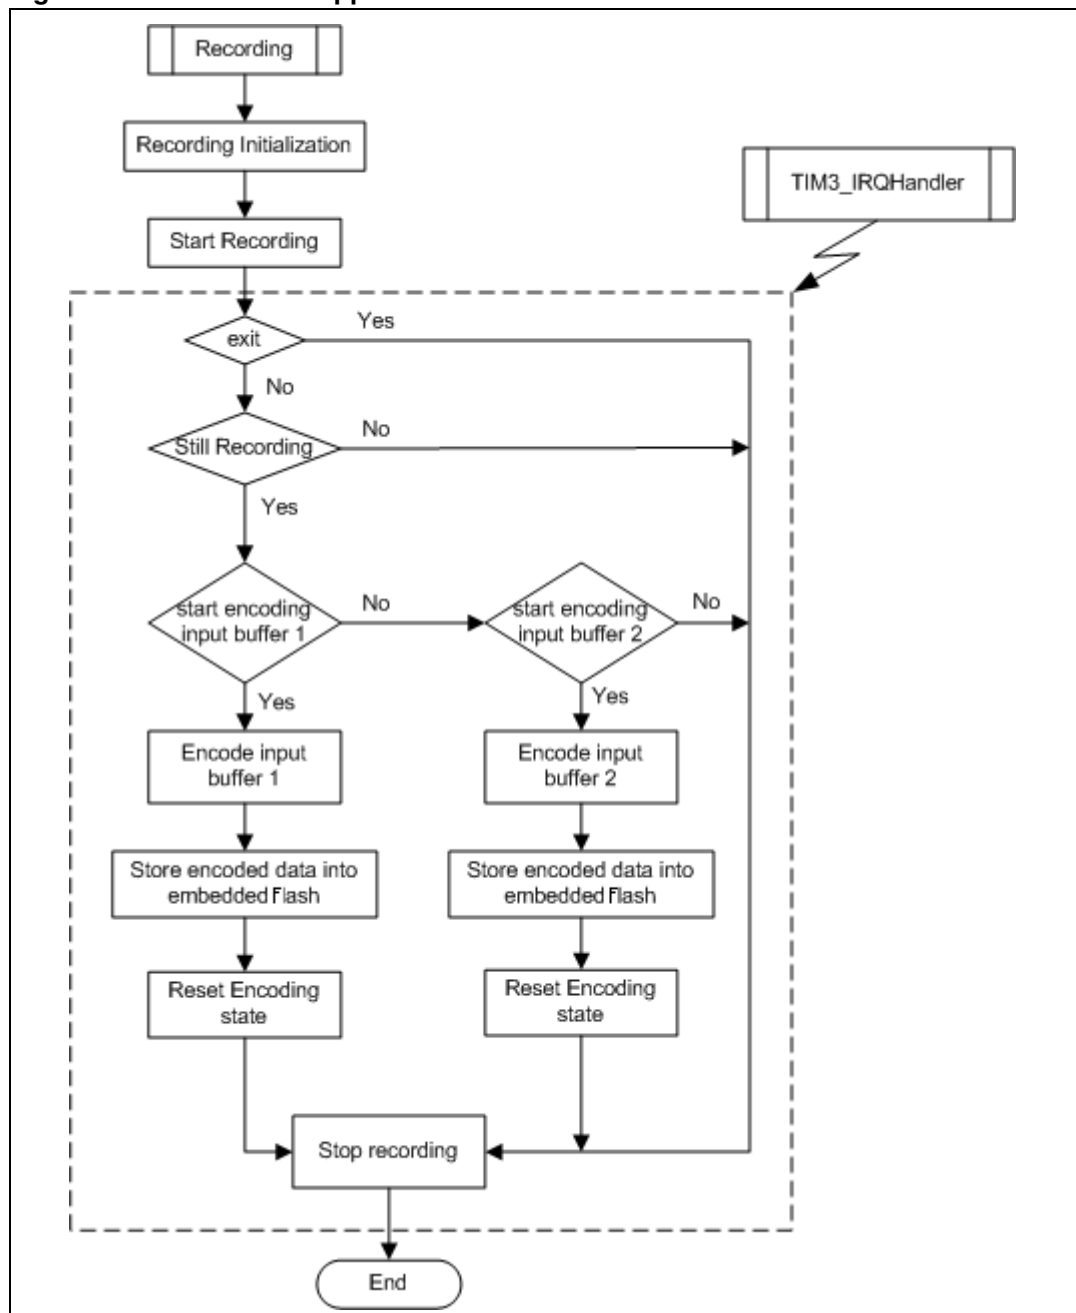 Recording
Recording Initialization
TIM3_IRQHandler
Start Recording
Yes
exit
No
No
Still Recording
Yes
start encoding
input buffer 1
No
start encoding
input buffer 2
No
Yes
Yes
Encode input
buffer 1
Encode input
buffer 2
Store encoded data into
embedded Flash
Store encoded data into
embedded Flash
Reset Encoding
state
Reset Encoding
state
Stop recording
End